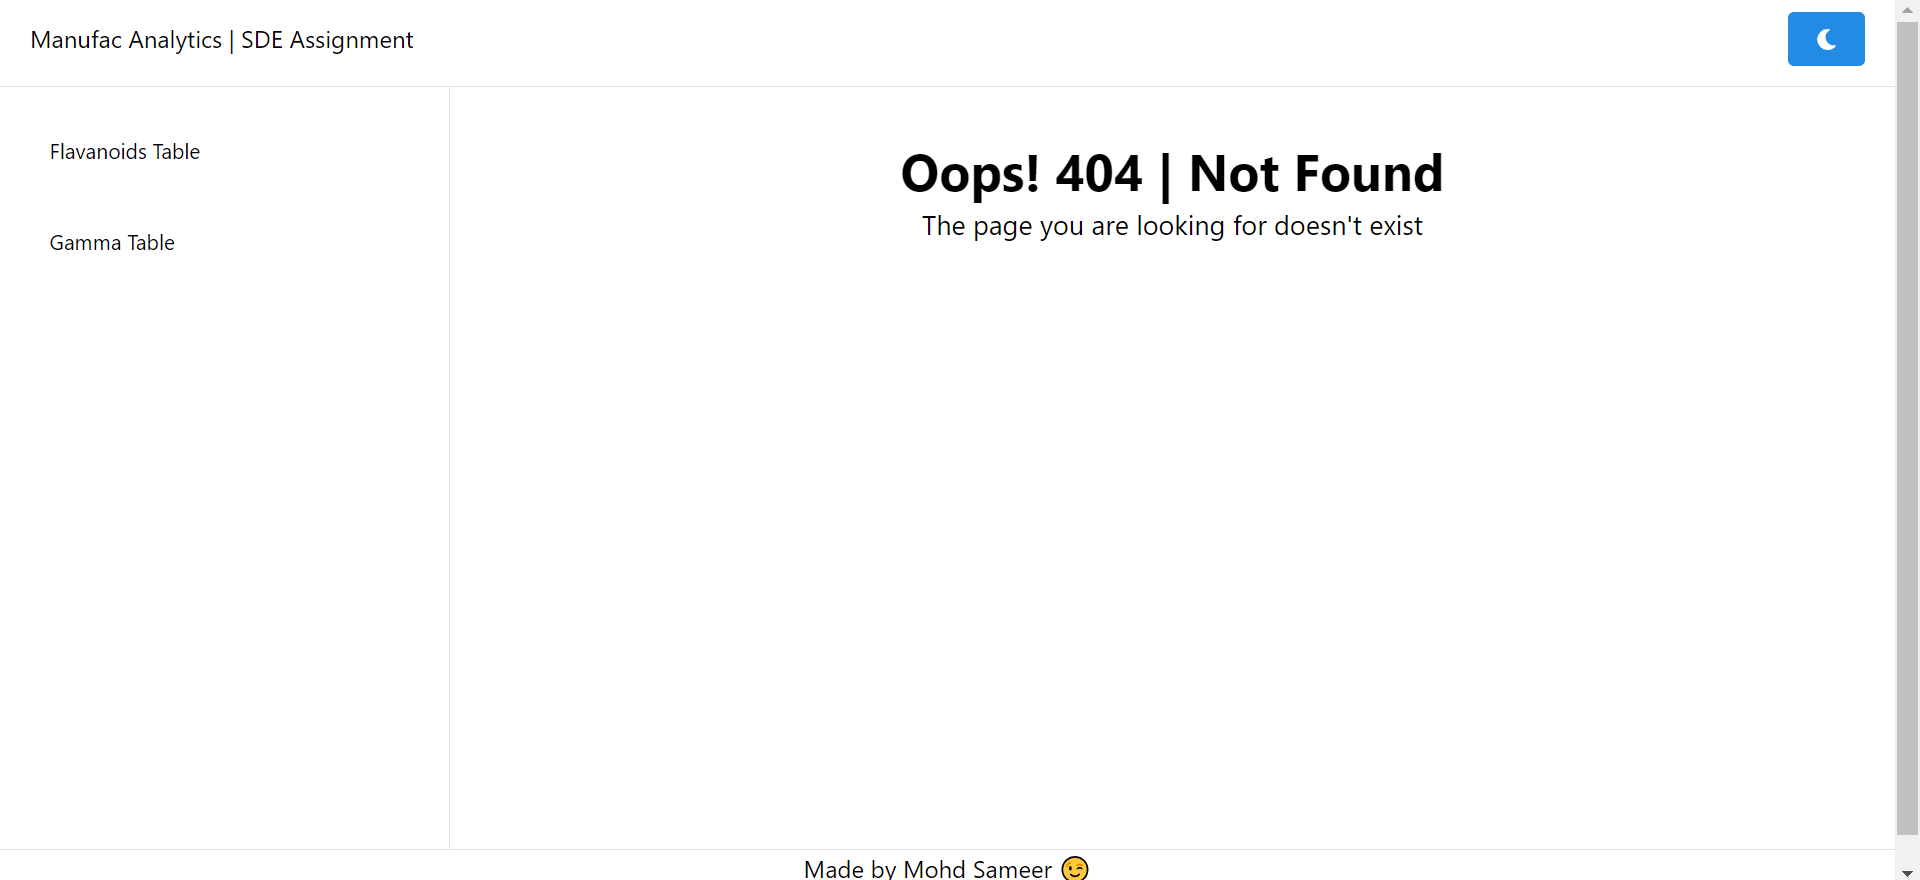 Manufac Analytics | SDE Assignment
Flavanoids Table
Gamma Table
Oops! 404 | Not Found
The page you are looking for doesn't exist
Made by Mohd Sameer 😉